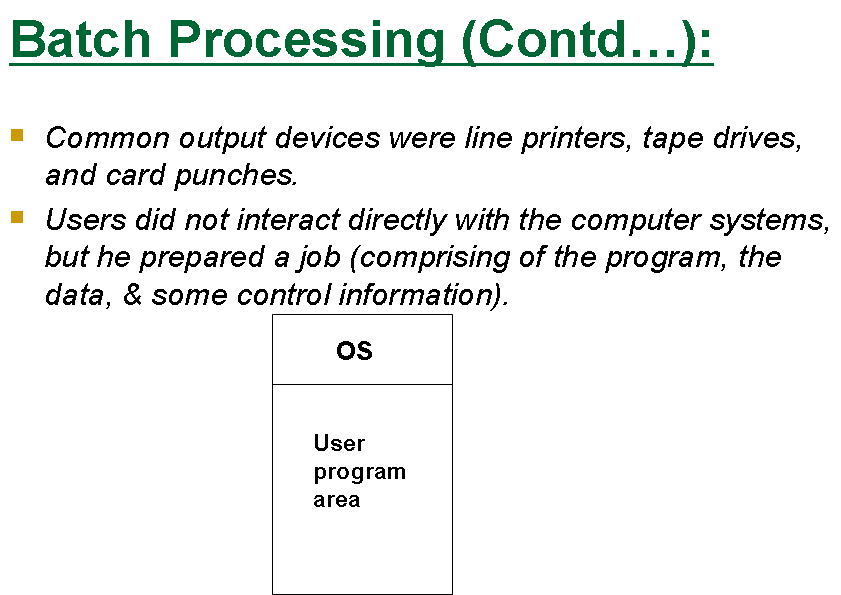 Batch Processing (Contd…):
Common output devices were line printers, tape drives,
and card punches.
Users did not interact directly with the computer systems,
but he prepared a job (comprising of the program, the
data, & some control information).
OS
User
program
area